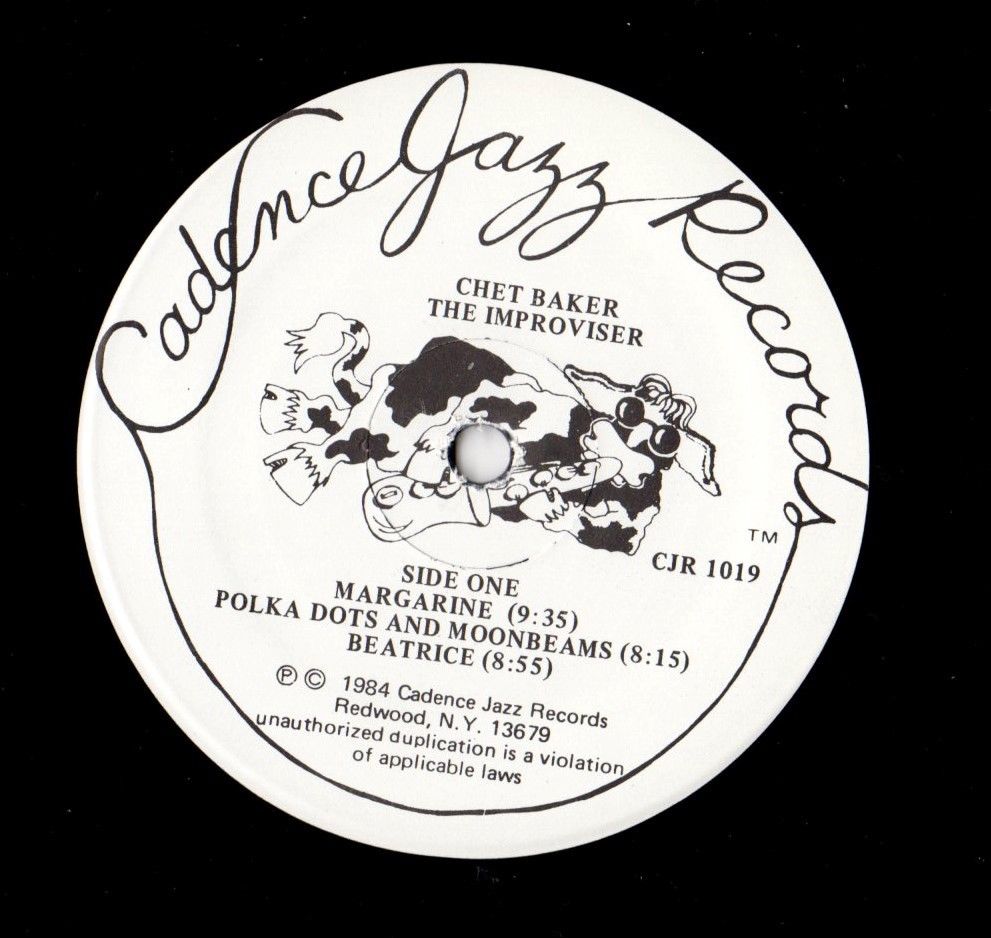 Cadence Jazz Records
CHET BAKER
THE IMPROVISER
TM
CJR 1019
SIDE ONE
MARGARINE (9:35)
POLKA DOTS AND MOONBEAMS (8:15)
BEATRICE (8:55)
Ⓟ © 1984 Cadence Jazz Records
Redwood, N.Y. 13679
unauthorized duplication is a violation
of applicable laws